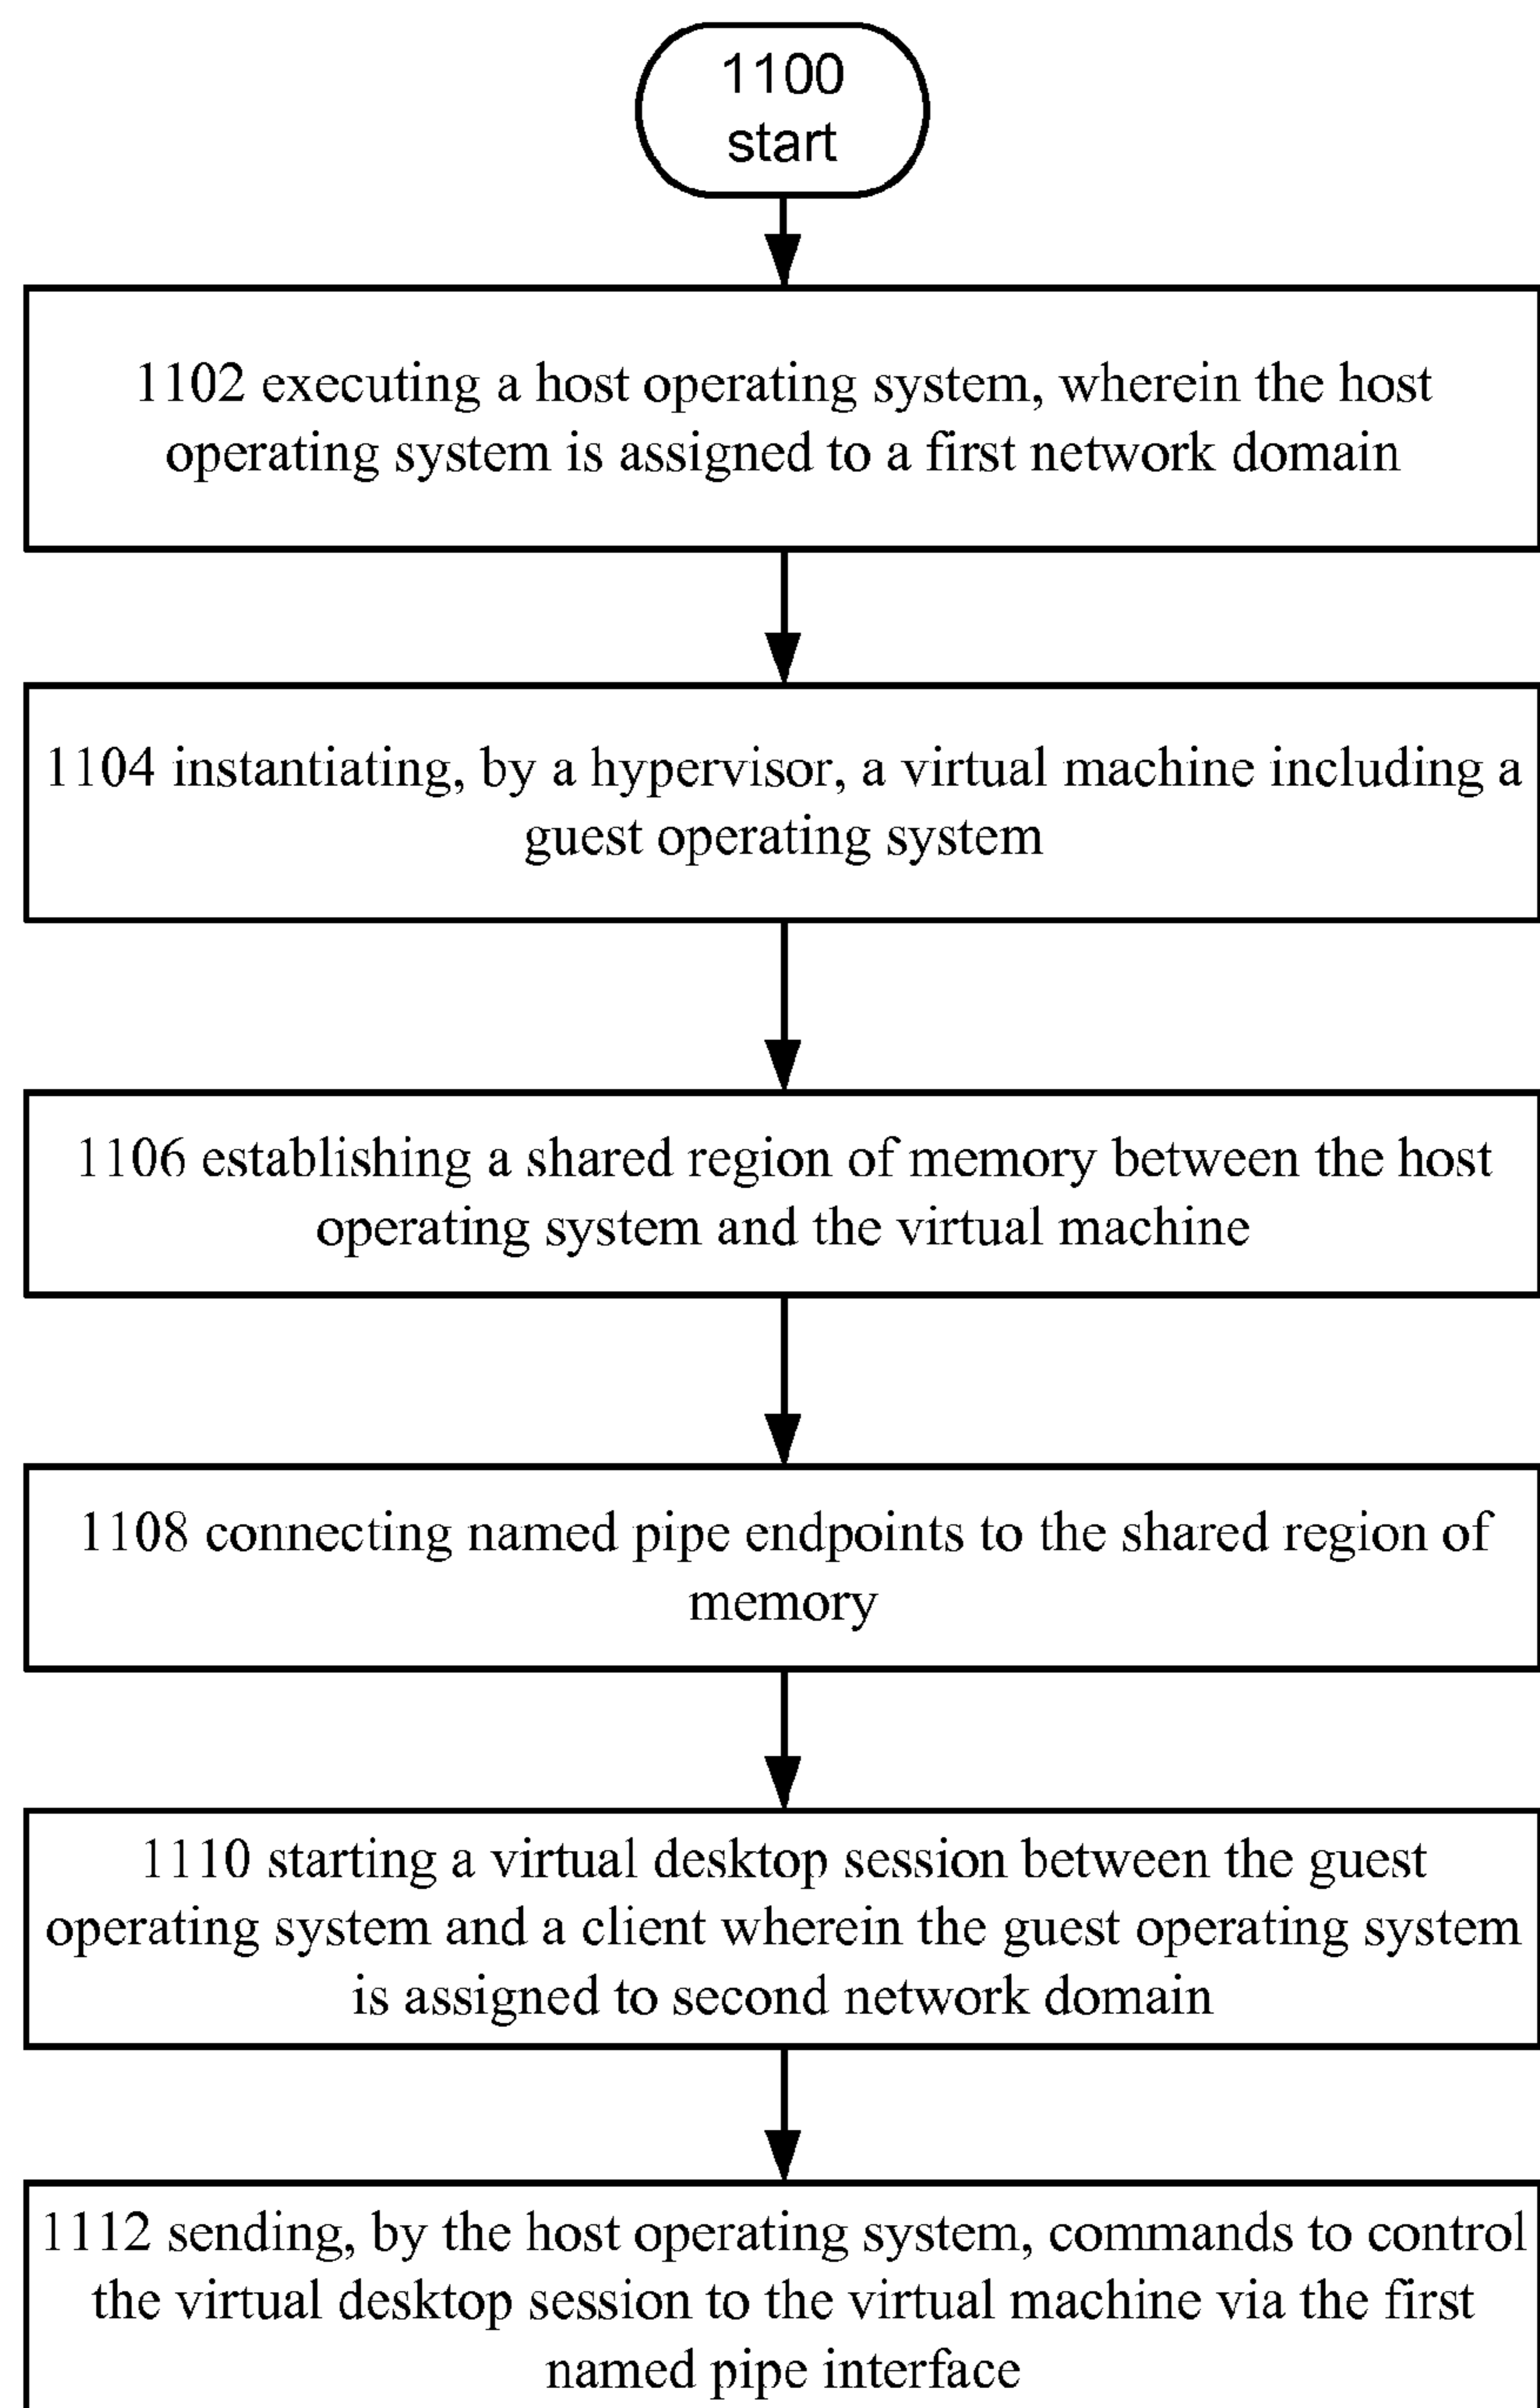 1100
start
1102 executing a host operating system, wherein the host
operating system is assigned to a first network domain
1104 instantiating, by a hypervisor, a virtual machine including a
guest operating system
1106 establishing a shared region of memory between the host
operating system and the virtual machine
1108 connecting named pipe endpoints to the shared region of
memory
1110 starting a virtual desktop session between the guest
operating system and a client wherein the guest operating system
is assigned to second network domain
1112 sending, by the host operating system, commands to control
the virtual desktop session to the virtual machine via the first
named pipe interface